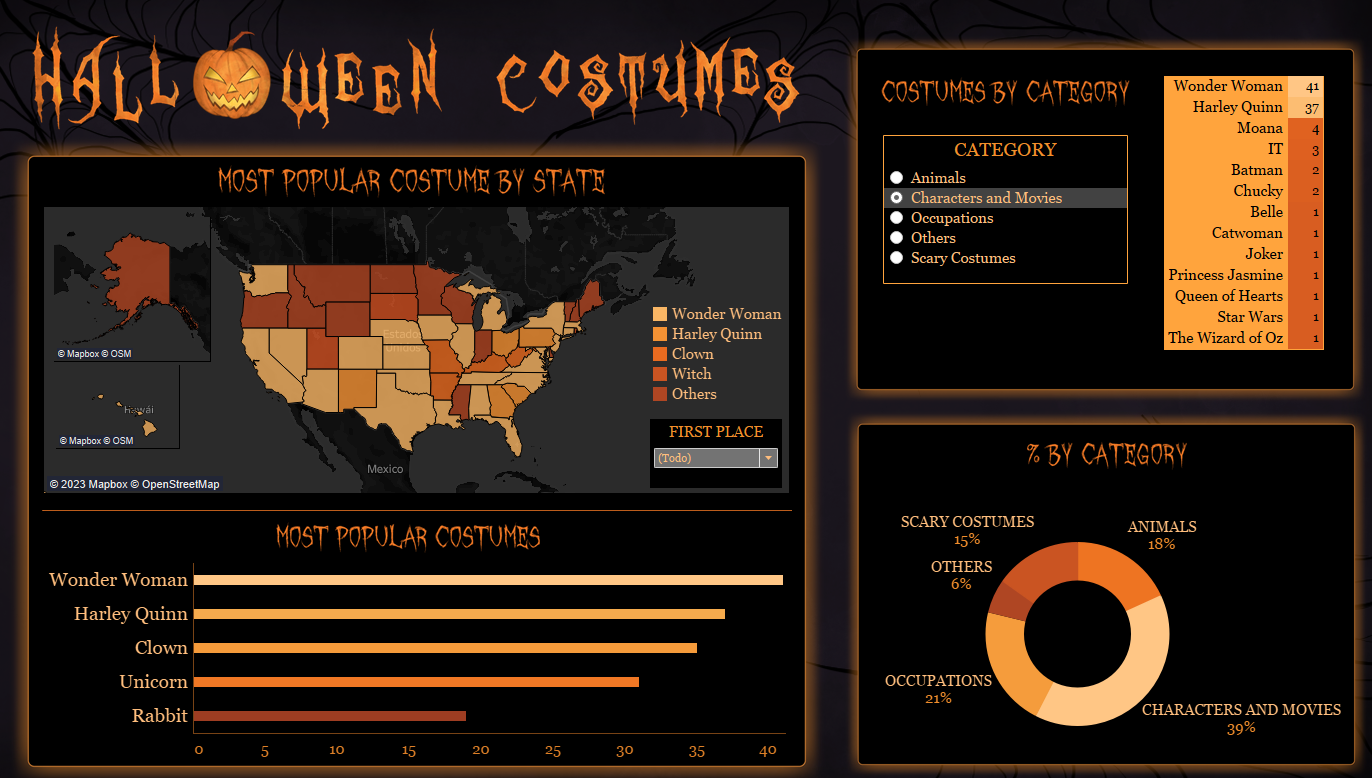 HALLOWEEN COSTUMES
MOST POPULAR COSTUME BY STATE
© Mapbox © OSM
Hawái
© Mapbox © OSM
Estados
Unidos
Mexico
© 2023 Mapbox © OpenStreetMap
Wonder Woman
Harley Quinn
Clown
Witch
Others
FIRST PLACE
(Todo)
MOST POPULAR COSTUMES
Wonder Woman
Harley Quinn
Clown
Unicorn
Rabbit
0 5 10 15 20 25 30 35 40
COSTUMES BY CATEGORY
CATEGORY
Animals
Characters and Movies
Occupations
Others
Scary Costumes
Wonder Woman 41
Harley Quinn 37
Moana 4
IT 3
Batman 2
Chucky 2
Belle 1
Catwoman 1
Joker 1
Princess Jasmine 1
Queen of Hearts 1
Star Wars 1
The Wizard of Oz 1
% BY CATEGORY
SCARY COSTUMES
15%
ANIMALS
18%
OTHERS
6%
OCCUPATIONS
21%
CHARACTERS AND MOVIES
39%